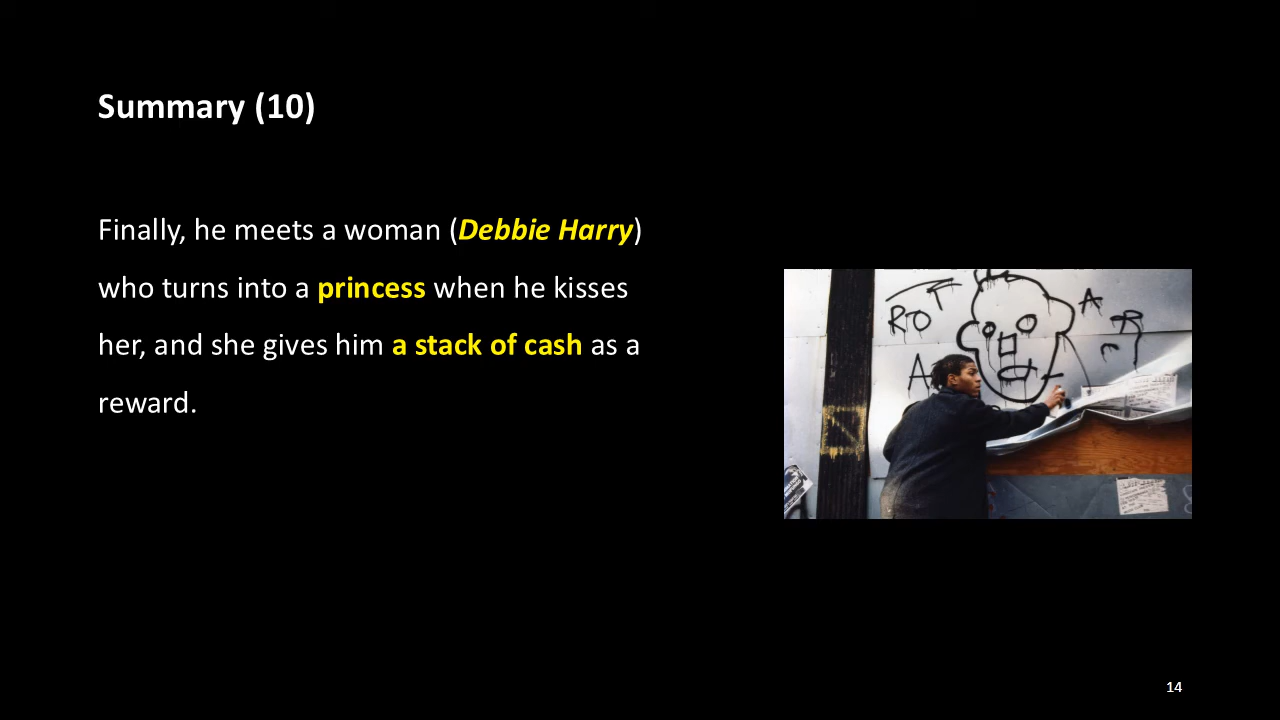 Summary (10)
Finally, he meets a woman (Debbie Harry)
who turns into a princess when he kisses
her, and she gives him a stack of cash as a
reward.
14